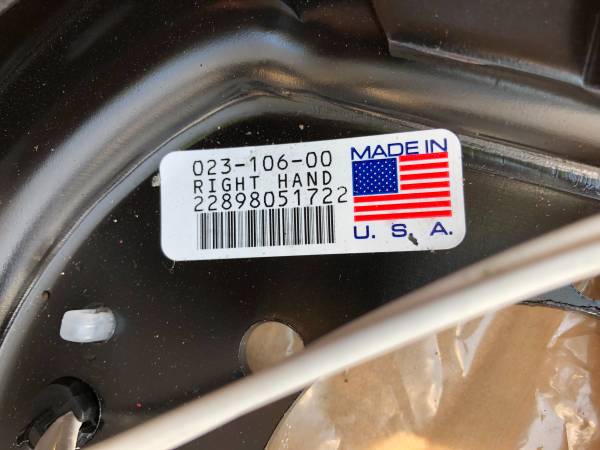 023-106-00
RIGHT HAND
22898051722
MADE IN
U. S. A.